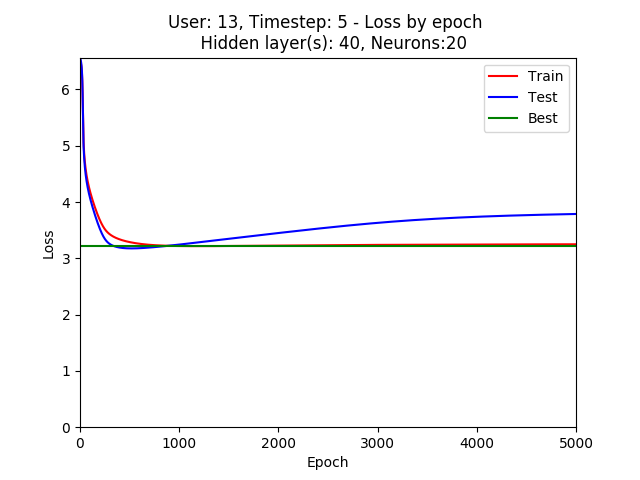 User: 13, Timestep: 5 - Loss by epoch
Hidden layer(s): 40, Neurons:20
Train
Test
Best
6
5
4
3
2
1
0
Loss
0 1000 2000 3000 4000 5000
Epoch